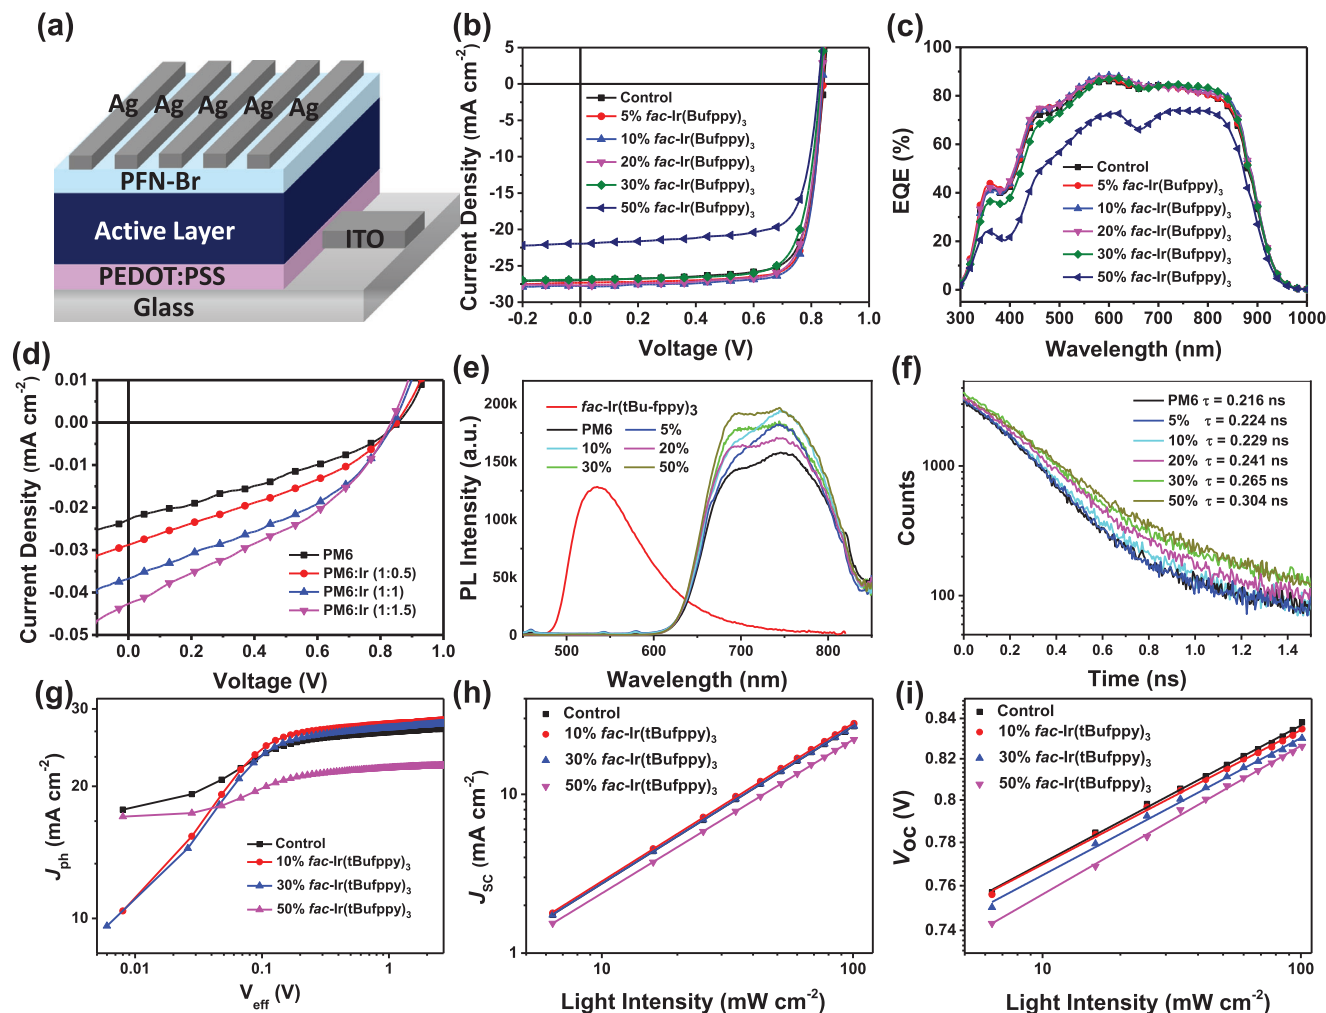 (a)
Ag Ag Ag Ag Ag
PFN-Br
Active Layer
ITO
PEDOT:PSS
Glass
(b)
Current Density (mA cm⁻²)
5
0
-5
-10
-15
-20
-25
-30
Control
5% fac-Ir(Bufppy)₃
10% fac-Ir(Bufppy)₃
20% fac-Ir(Bufppy)₃
30% fac-Ir(Bufppy)₃
50% fac-Ir(Bufppy)₃
-0.2 0.0 0.2 0.4 0.6 0.8 1.0
Voltage (V)
(c)
EQE (%)
100
80
60
40
20
0
Control
5% fac-Ir(Bufppy)₃
10% fac-Ir(Bufppy)₃
20% fac-Ir(Bufppy)₃
30% fac-Ir(Bufppy)₃
50% fac-Ir(Bufppy)₃
300 400 500 600 700 800 900 1000
Wavelength (nm)
(d)
Current Density (mA cm⁻²)
0.01
0.00
-0.01
-0.02
-0.03
-0.04
-0.05
PM6
PM6:Ir (1:0.5)
PM6:Ir (1:1)
PM6:Ir (1:1.5)
0.0 0.2 0.4 0.6 0.8 1.0
Voltage (V)
(e)
PL Intensity (a.u.)
200k
150k
100k
50k
0
fac-Ir(tBu-fppy)₃
PM6 5%
10% 20%
30% 50%
500 600 700 800
Wavelength (nm)
(f)
Counts
1000
100
PM6 τ = 0.216 ns
5% τ = 0.224 ns
10% τ = 0.229 ns
20% τ = 0.241 ns
30% τ = 0.265 ns
50% τ = 0.304 ns
0.0 0.2 0.4 0.6 0.8 1.0 1.2 1.4
Time (ns)
(g)
Jph (mA cm⁻²)
30
20
10
Control
10% fac-Ir(tBufppy)₃
30% fac-Ir(tBufppy)₃
50% fac-Ir(tBufppy)₃
0.01 0.1 1
Veff (V)
(h)
JSC (mA cm⁻²)
10
1
Control
10% fac-Ir(tBufppy)₃
30% fac-Ir(tBufppy)₃
50% fac-Ir(tBufppy)₃
10 100
Light Intensity (mW cm⁻²)
(i)
VOC (V)
0.84
0.82
0.8
0.78
0.76
0.74
Control
10% fac-Ir(tBufppy)₃
30% fac-Ir(tBufppy)₃
50% fac-Ir(tBufppy)₃
10 100
Light Intensity (mW cm⁻²)